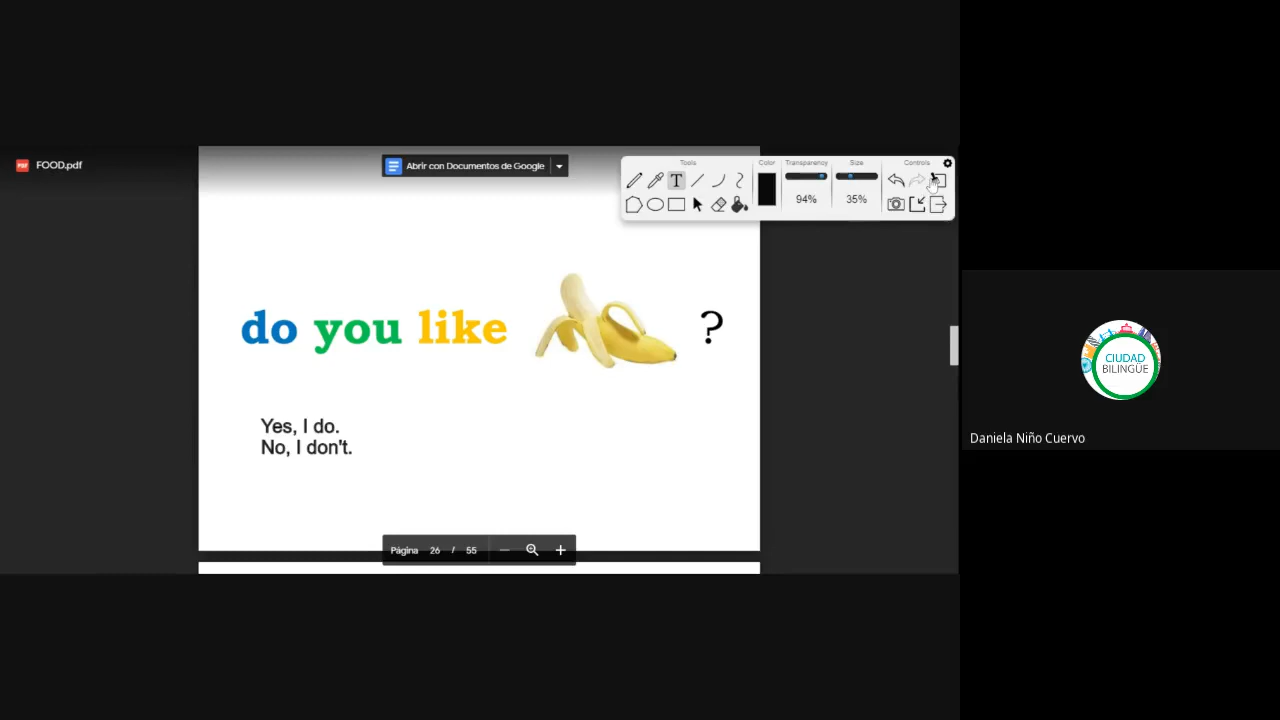 FOOD.pdf
Abrir con Documentos de Google
Tools
Color
Transparency
Size
Controls
94%
35%
do you like ?
Yes, I do.
No, I don't.
Página 26 / 55
CIUDAD
BILINGÜE
Daniela Niño Cuervo